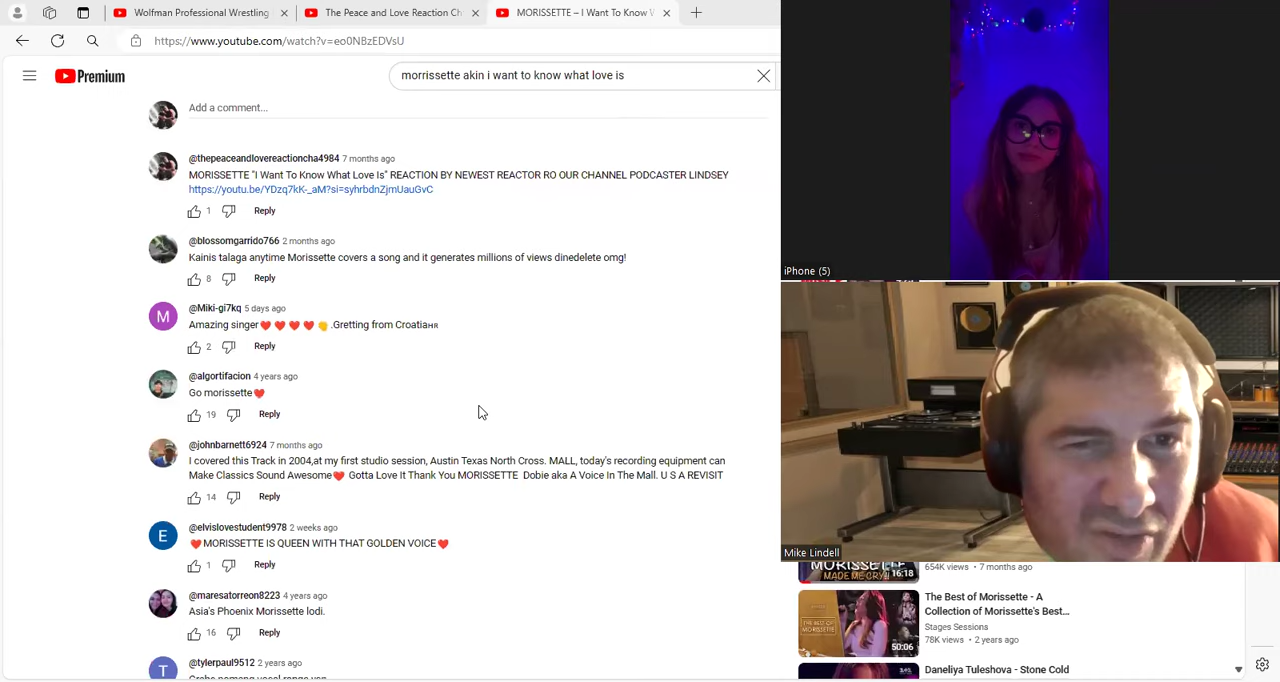 Wolfman Professional Wrestling
The Peace and Love Reaction Ch
MORISSETTE – I Want To Know W
https://www.youtube.com/watch?v=eo0NBzEDVsU
Premium
morrissette akin i want to know what love is
Add a comment...
@thepeaceandlovereactioncha4984 7 months ago
MORISSETTE "I Want To Know What Love Is" REACTION BY NEWEST REACTOR RO OUR CHANNEL PODCASTER LINDSEY
https://youtu.be/YDzq7kK-_aM?si=syhrbdnZjmUauGvC
1 Reply
@blossomgarrido766 2 months ago
Kainis talaga anytime Morissette covers a song and it generates millions of views dinedelete omg!
8 Reply
M
@Miki-gi7kq 5 days ago
Amazing singer❤️❤️❤️❤️👏.Gretting from Croatiaня
2 Reply
@algortifacion 4 years ago
Go morissette❤️
19 Reply
@johnbarnett6924 7 months ago
I covered this Track in 2004,at my first studio session, Austin Texas North Cross. MALL, today's recording equipment can
Make Classics Sound Awesome❤️ Gotta Love It Thank You MORISSETTE Dobie aka A Voice In The Mall. U S A REVISIT
14 Reply
E
@elvislovestudent9978 2 weeks ago
❤️MORISSETTE IS QUEEN WITH THAT GOLDEN VOICE❤️
1 Reply
@maresatorreon8223 4 years ago
Asia's Phoenix Morissette lodi.
16 Reply
T
@tylerpaul9512 2 years ago
iPhone (5)
Mike Lindell
MORISSETTE
MADE ME CRY!
16:18
654K views • 7 months ago
THE BEST OF
MORISSETTE
50:06
The Best of Morissette - A
Collection of Morissette's Best...
Stages Sessions
78K views • 2 years ago
Daneliya Tuleshova - Stone Cold